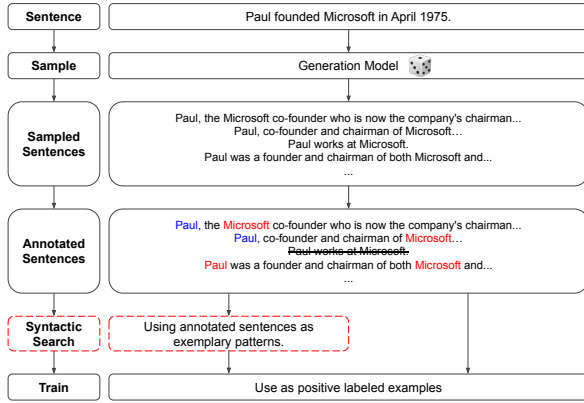 Sentence
Paul founded Microsoft in April 1975.
Sample
Generation Model
Sampled
Sentences
Paul, the Microsoft co-founder who is now the company's chairman...
Paul, co-founder and chairman of Microsoft…
Paul works at Microsoft.
Paul was a founder and chairman of both Microsoft and...
...
Annotated
Sentences
Paul, the Microsoft co-founder who is now the company's chairman...
Paul, co-founder and chairman of Microsoft…
Paul works at Microsoft.
Paul was a founder and chairman of both Microsoft and...
...
Syntactic
Search
Using annotated sentences as
exemplary patterns.
Train
Use as positive labeled examples